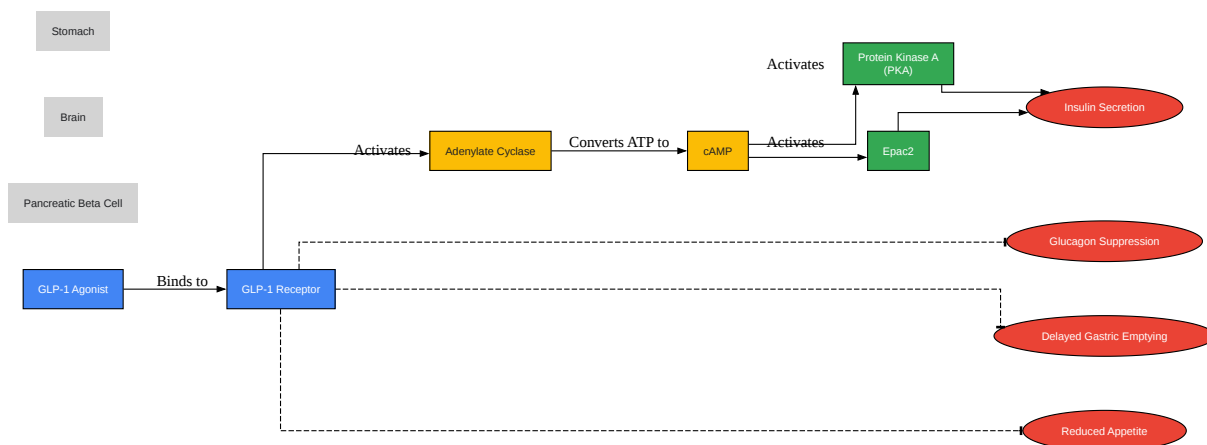 Stomach
Brain
Pancreatic Beta Cell
GLP-1 Agonist
Binds to
GLP-1 Receptor
Activates
Adenylate Cyclase
Converts ATP to
cAMP
Activates
Activates
Protein Kinase A
(PKA)
Epac2
Insulin Secretion
Glucagon Suppression
Delayed Gastric Emptying
Reduced Appetite